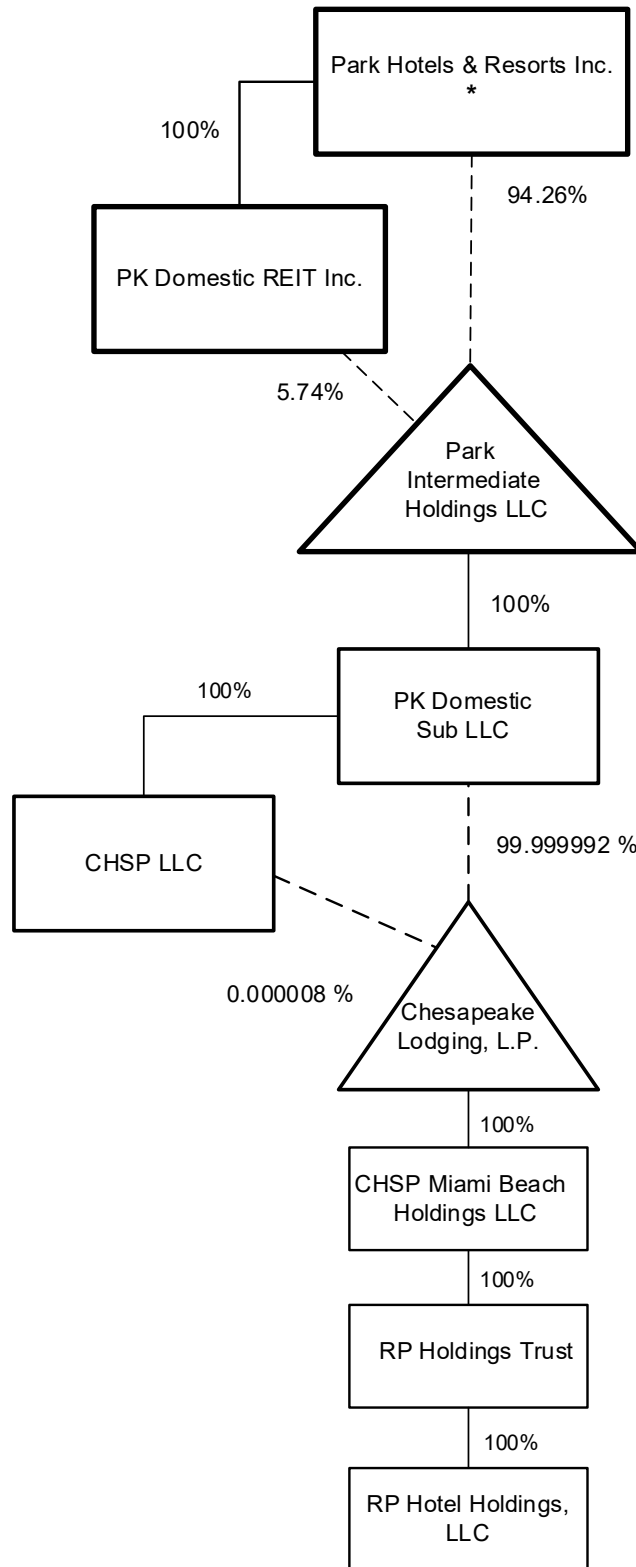 Park Hotels & Resorts Inc.
*
100%
94.26%
PK Domestic REIT Inc.
5.74%
Park
Intermediate
Holdings LLC
100%
PK Domestic
Sub LLC
100%
CHSP LLC
99.999992 %
0.000008 %
Chesapeake
Lodging, L.P.
100%
CHSP Miami Beach
Holdings LLC
100%
RP Holdings Trust
100%
RP Hotel Holdings,
LLC